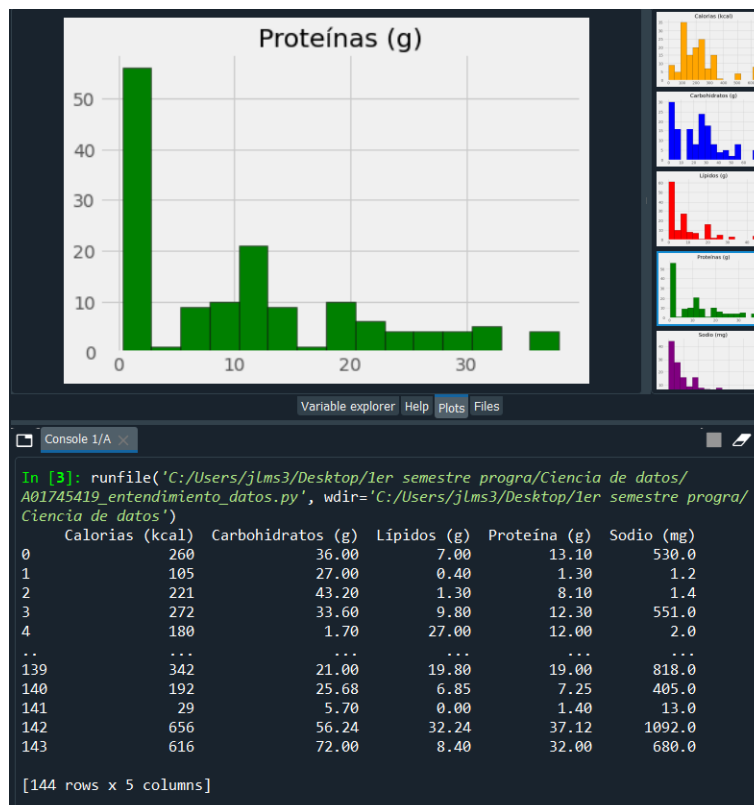 Proteínas (g)
50
40
30
20
10
0
0 10 20 30
Calorías (kcal)
Carbohidratos (g)
Lípidos (g)
Proteínas (g)
Sodio (mg)
Variable explorer Help Plots Files
Console 1/A
In [3]: runfile('C:/Users/jlms3/Desktop/1er semestre progra/Ciencia de datos/
A01745419_entendimiento_datos.py', wdir='C:/Users/jlms3/Desktop/1er semestre progra/
Ciencia de datos')
Calorías (kcal) Carbohidratos (g) Lípidos (g) Proteína (g) Sodio (mg)
0 260 36.00 7.00 13.10 530.0
1 105 27.00 0.40 1.30 1.2
2 221 43.20 1.30 8.10 1.4
3 272 33.60 9.80 12.30 551.0
4 180 1.70 27.00 12.00 2.0
.. ... ... ... ... ...
139 342 21.00 19.80 19.00 818.0
140 192 25.68 6.85 7.25 405.0
141 29 5.70 0.00 1.40 13.0
142 656 56.24 32.24 37.12 1092.0
143 616 72.00 8.40 32.00 680.0
[144 rows x 5 columns]